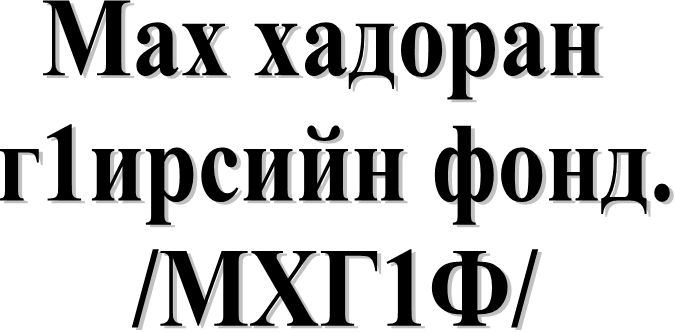 Мах хадоран
г1ирсийн фонд.
/МХГ1Ф/